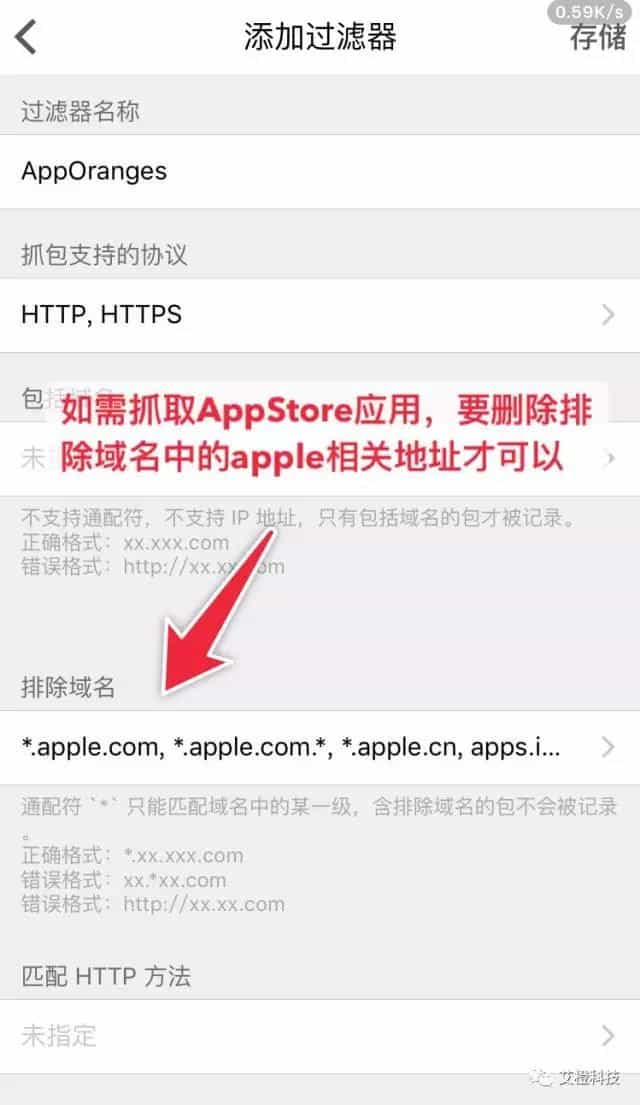 0.59K/s
添加过滤器
存储
过滤器名称
AppOranges
抓包支持的协议
HTTP, HTTPS
包括域名
如需抓取AppStore应用，要删除排
除域名中的apple相关地址才可以
未
不支持通配符，不支持 IP 地址，只有包括域名的包才被记录。
正确格式：xx.xxx.com
错误格式：http://xx.xx.com
排除域名
*.apple.com, *.apple.com.*, *.apple.cn, apps.i...
通配符 `*` 只能匹配域名中的某一级，含排除域名的包不会被记录
。
正确格式：*.xx.xxx.com
错误格式：xx.*xx.com
错误格式：http://xx.xx.com
匹配 HTTP 方法
未指定
艾橙科技